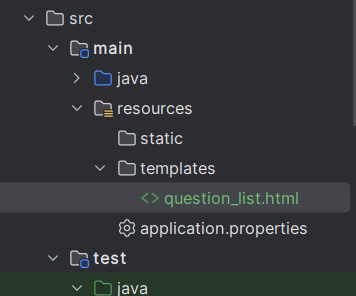 src
main
java
resources
static
templates
<> question_list.html
application.properties
test
java